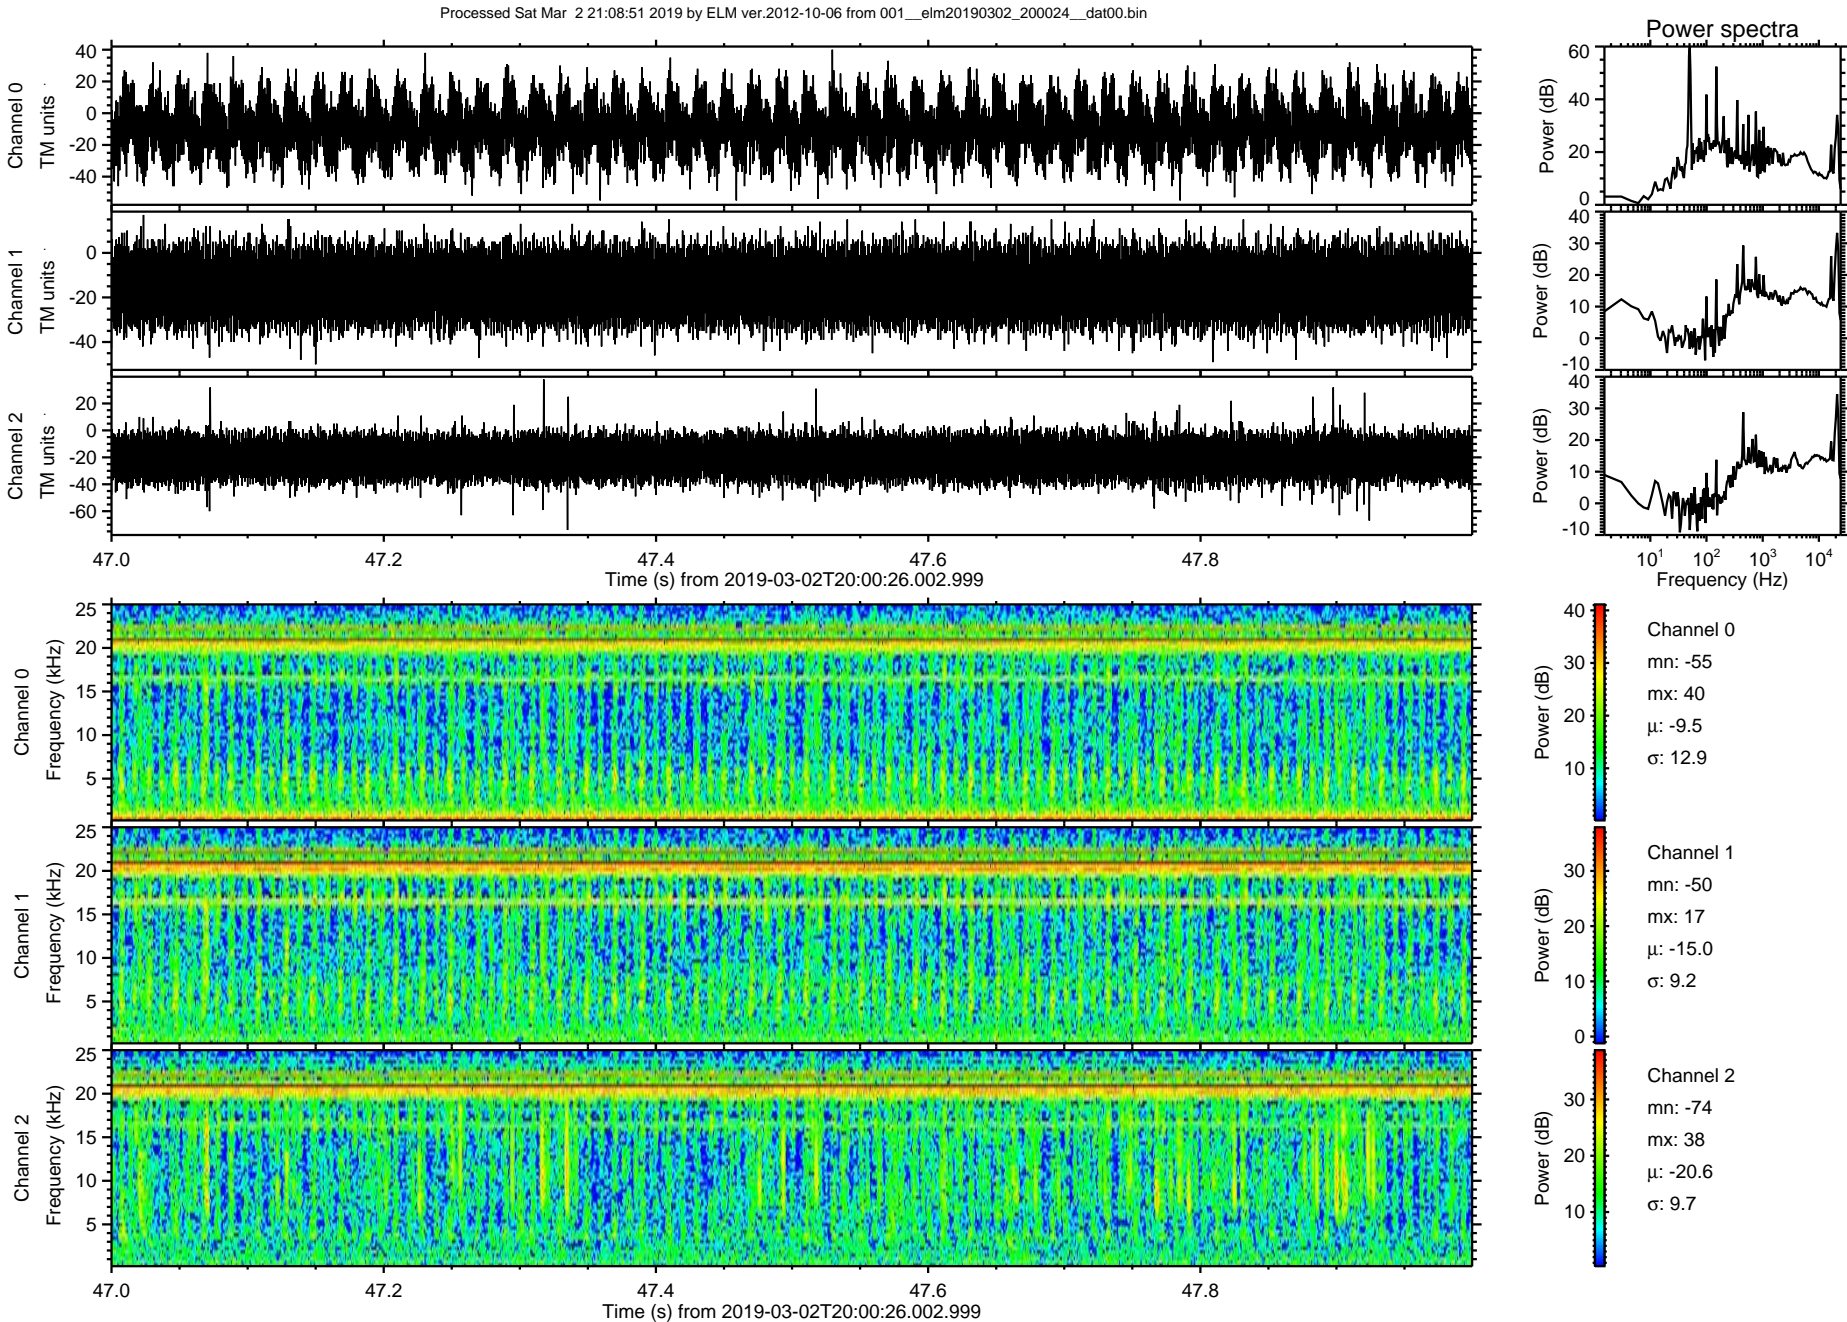 Processed Sat Mar  2 21:08:51 2019 by ELM ver.2012-10-06 from 001__elm20190302_200024__dat00.bin
Power spectra
Channel 0
TM units
40
20
0
-20
-40
Power (dB)
60
40
20
0
Channel 1
TM units
0
-20
-40
Power (dB)
40
30
20
10
0
-10
Channel 2
TM units
20
0
-20
-40
-60
Power (dB)
40
30
20
10
0
-10
47.0 47.2 47.4 47.6 47.8
Time (s) from 2019-03-02T20:00:26.002.999
10^1 10^2 10^3 10^4
Frequency (Hz)
Channel 0
Frequency (kHz)
25
20
15
10
5
Power (dB)
40
30
20
10
Channel 0
mn: -55
mx: 40
μ: -9.5
σ: 12.9
Channel 1
Frequency (kHz)
25
20
15
10
5
Power (dB)
30
20
10
0
Channel 1
mn: -50
mx: 17
μ: -15.0
σ: 9.2
Channel 2
Frequency (kHz)
25
20
15
10
5
Power (dB)
30
20
10
Channel 2
mn: -74
mx: 38
μ: -20.6
σ: 9.7
47.0 47.2 47.4 47.6 47.8
Time (s) from 2019-03-02T20:00:26.002.999